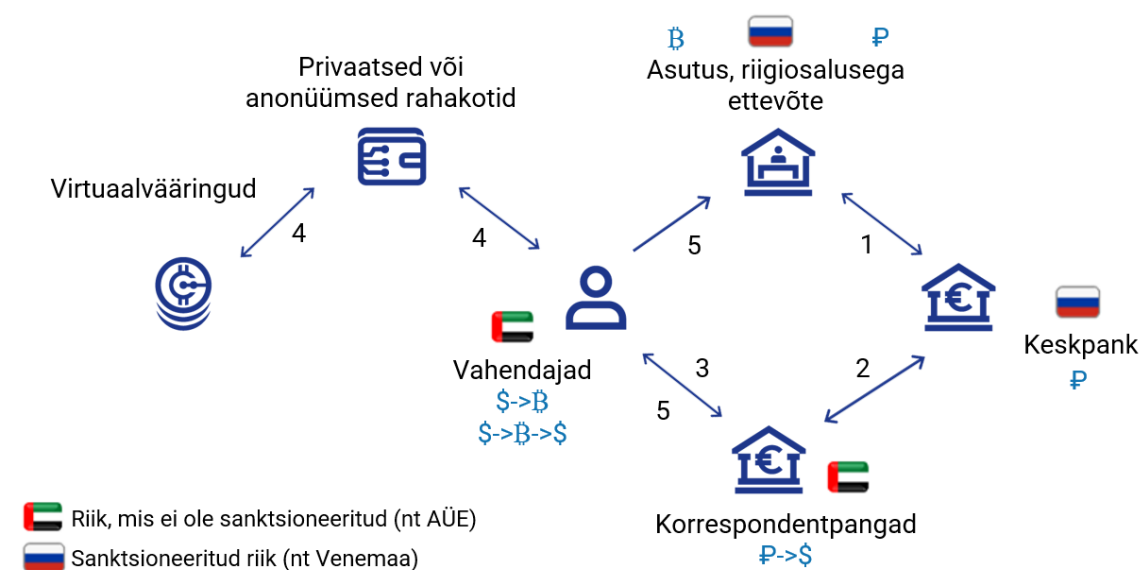 ₿ ₽
Asutus, riigiosalusega
ettevõte
Privaatsed või
anonüümsed rahakotid
Virtuaalvääringud
4
4
5
1
Keskpank
₽
Vahendajad
$->₿
$->₿->$
3
5
2
Korrespondentpangad
₽->$
Riik, mis ei ole sanktsioneeritud (nt AÜE)
Sanktsioneeritud riik (nt Venemaa)